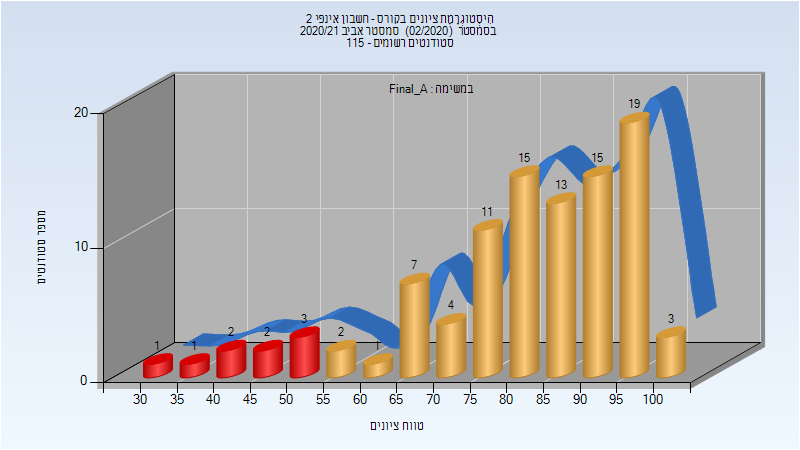 היסטוגרמת ציונים בקורס - חשבון אינפי 2
בסמסטר (02/2020) סמסטר אביב 2020/21
סטודנטים רשומים - 115
במשימה : Final_A
מספר סטודנטים
20
10
0
1 1 2 2 3 2 1 7 4 11 15 13 15 19 3
30 35 40 45 50 55 60 65 70 75 80 85 90 95 100
טווח ציונים